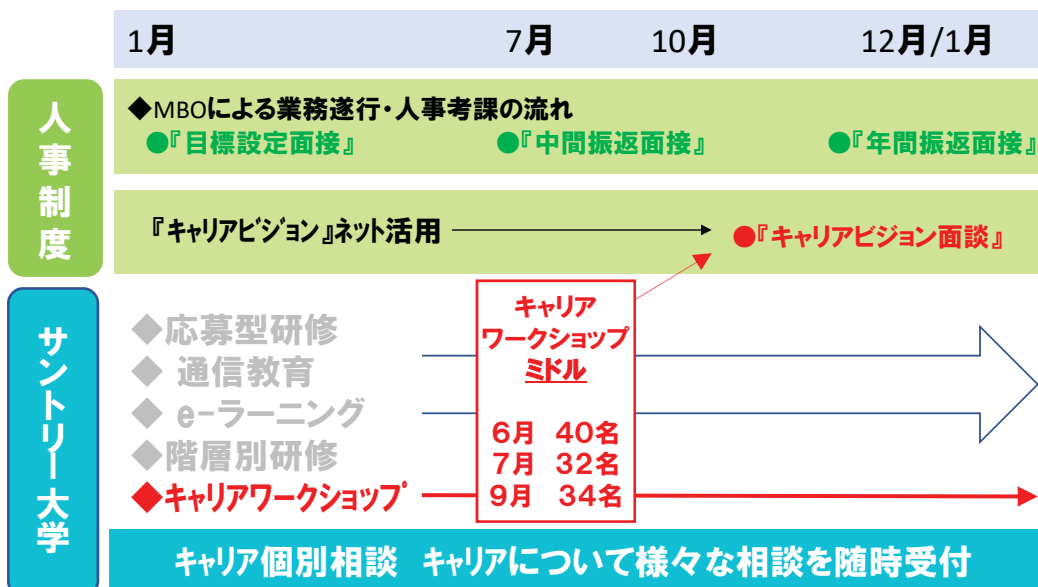 1月 7月 10月 12月/1月
人事制度
◆MBOによる業務遂行・人事考課の流れ
●『目標設定面接』 ●『中間振返面接』 ●『年間振返面接』
『キャリアビジョン』ネット活用 ●『キャリアビジョン面談』
サントリー大学
◆応募型研修
◆ 通信教育
◆ e-ラーニング
◆階層別研修
◆キャリアワークショップ
キャリア
ワークショップ
ミドル
6月 40名
7月 32名
9月 34名
キャリア個別相談 キャリアについて様々な相談を随時受付